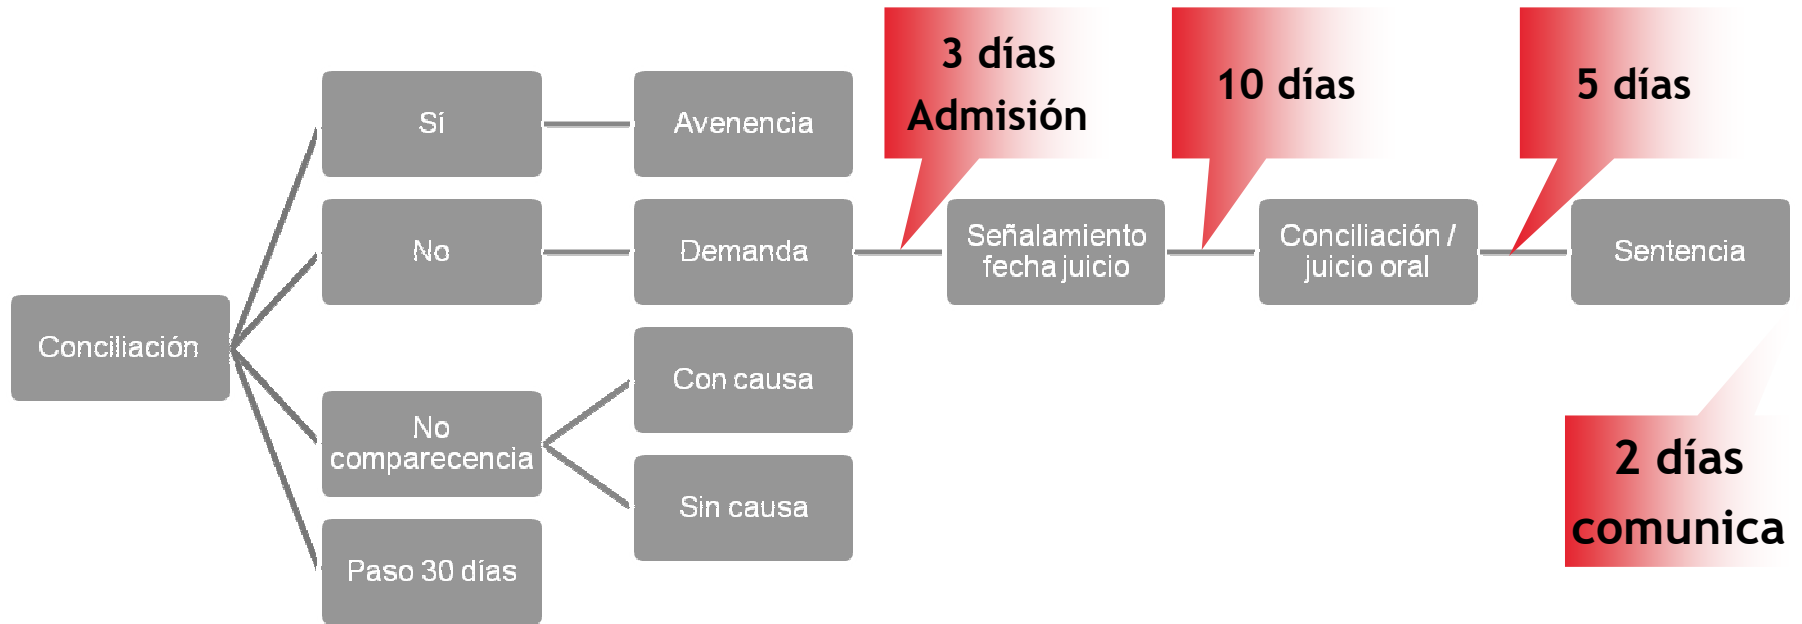 3 días
Admisión
10 días
5 días
Sí
Avenencia
No
Demanda
Señalamiento
fecha juicio
Conciliación /
juicio oral
Sentencia
Conciliación
Con causa
No
comparecencia
Sin causa
Paso 30 días
2 días
comunica